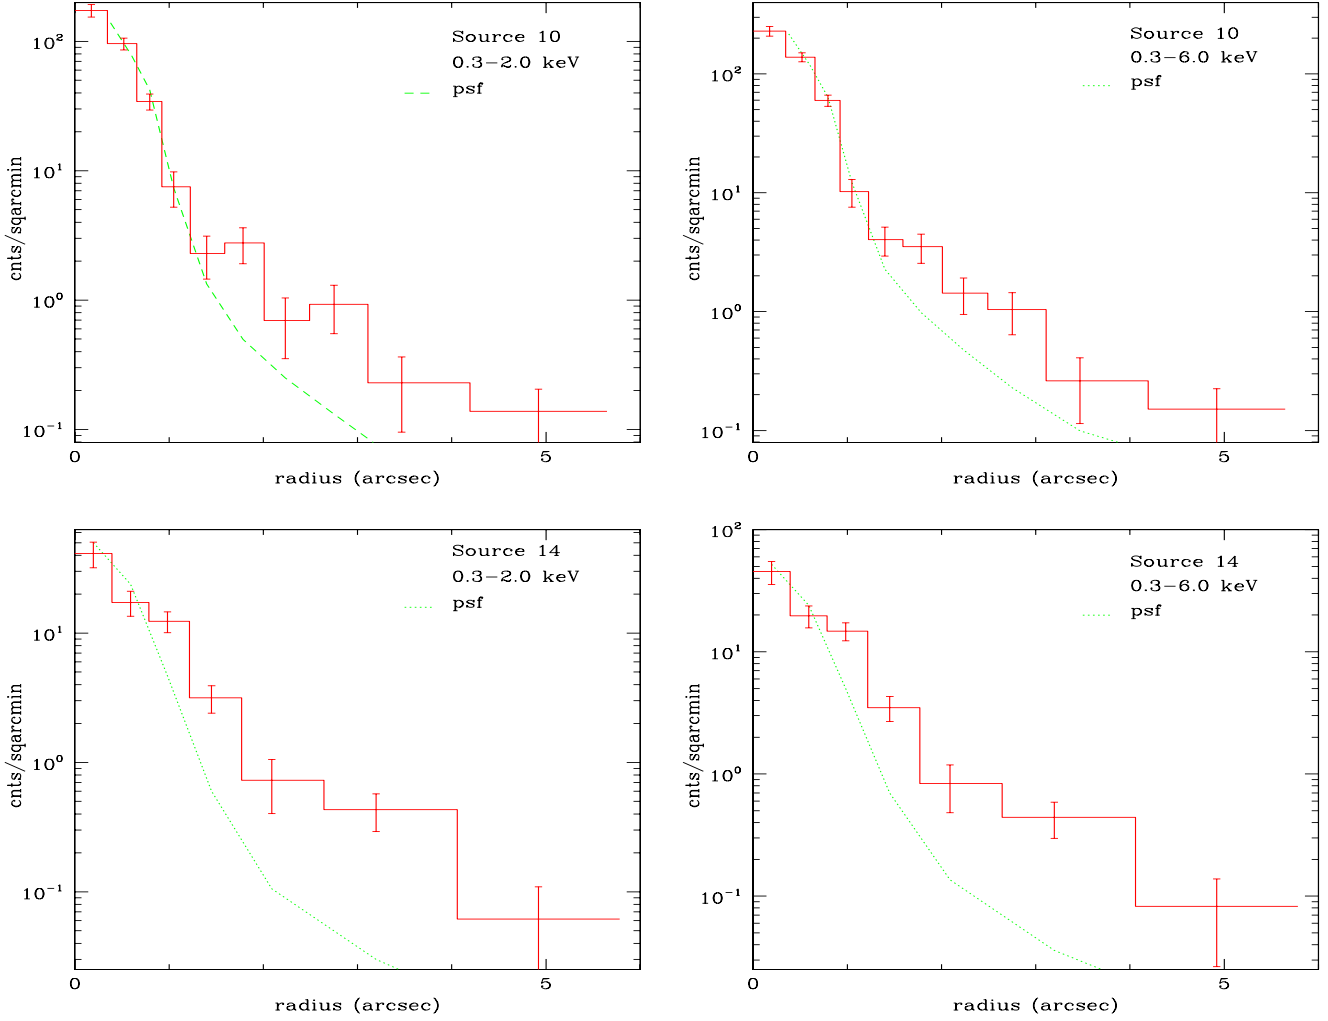 Source 10
0.3−2.0 keV
psf
10²
10¹
10⁰
10⁻¹
cnts/sqarcmin
0 5
radius (arcsec)
Source 10
0.3−6.0 keV
psf
10²
10¹
10⁰
10⁻¹
cnts/sqarcmin
0 5
radius (arcsec)
Source 14
0.3−2.0 keV
psf
10¹
10⁰
10⁻¹
cnts/sqarcmin
0 5
radius (arcsec)
Source 14
0.3−6.0 keV
psf
10²
10¹
10⁰
10⁻¹
cnts/sqarcmin
0 5
radius (arcsec)